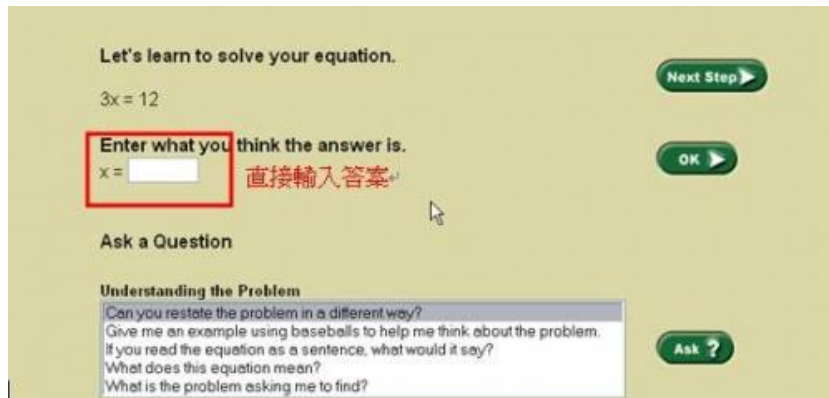 Let's learn to solve your equation.
Next Step
3x = 12
Enter what you think the answer is.
OK
x =
直接輸入答案
Ask a Question
Understanding the Problem
Can you restate the problem in a different way?
Give me an example using baseballs to help me think about the problem.
If you read the equation as a sentence, what would it say?
Ask ?
What does this equation mean?
What is the problem asking me to find?